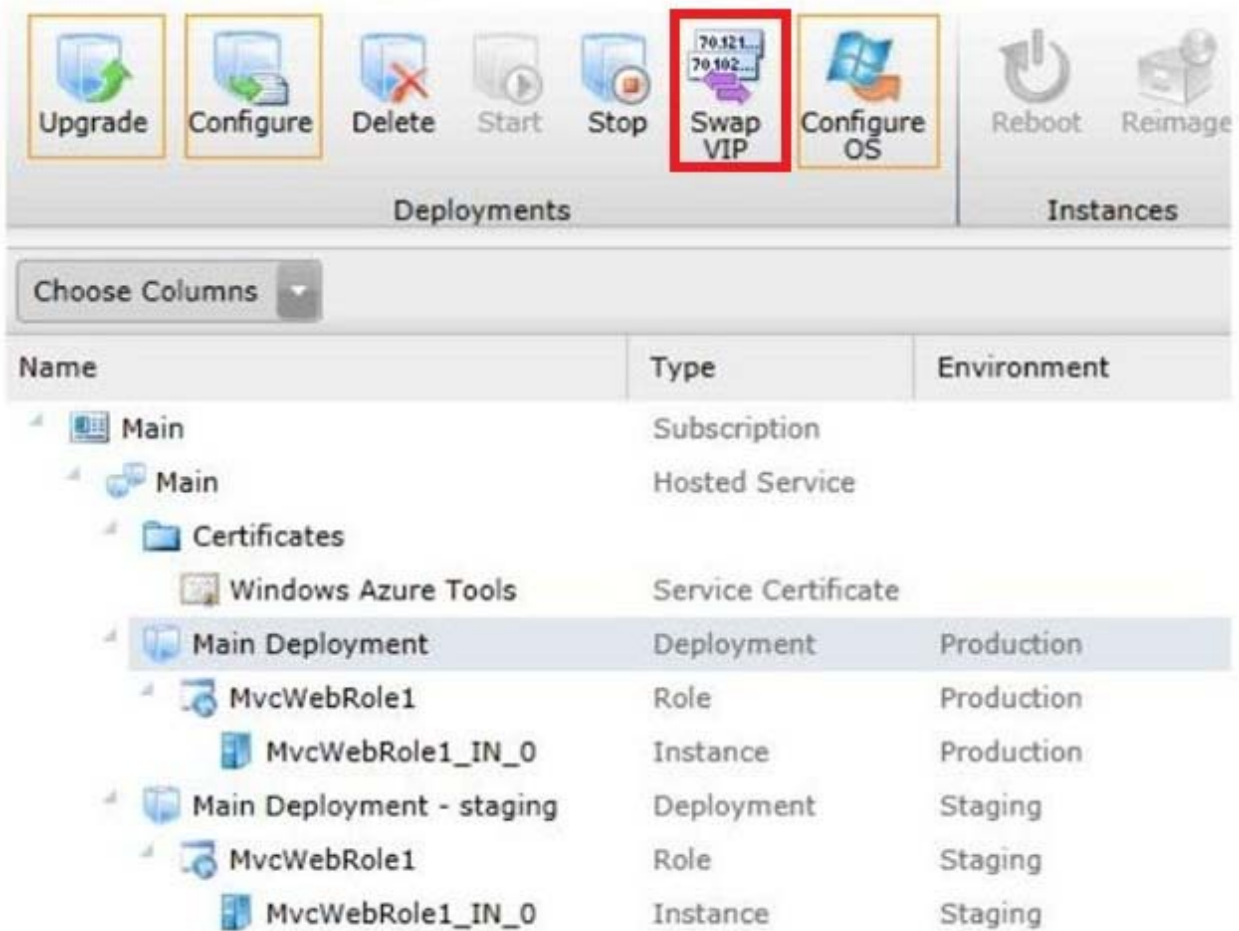 70.121...
70.102...
Upgrade Configure Delete Start Stop Swap VIP Configure OS Reboot Reimage
Deployments Instances
Choose Columns
Name Type Environment
Main Subscription
Main Hosted Service
Certificates
Windows Azure Tools Service Certificate
Main Deployment Deployment Production
MvcWebRole1 Role Production
MvcWebRole1_IN_0 Instance Production
Main Deployment - staging Deployment Staging
MvcWebRole1 Role Staging
MvcWebRole1_IN_0 Instance Staging